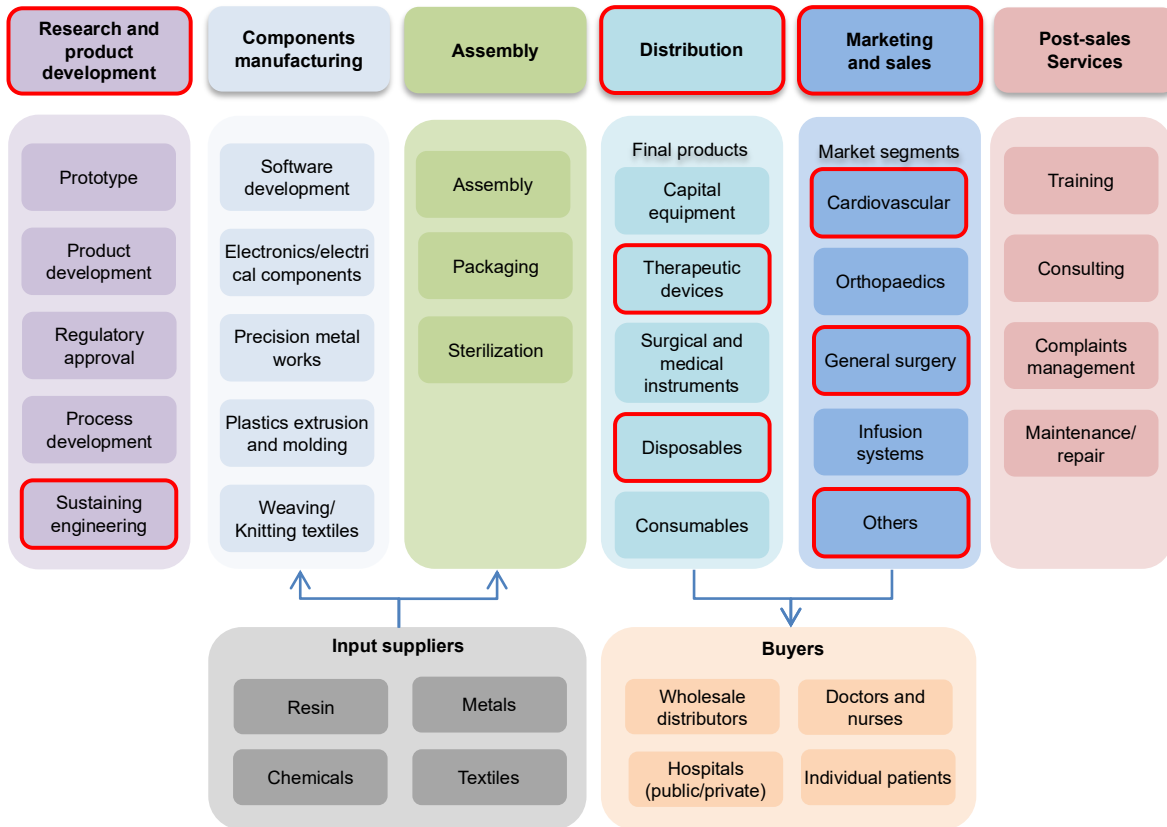 Research and
product
development
Components
manufacturing
Assembly
Distribution
Marketing
and sales
Post-sales
Services
Prototype
Product
development
Regulatory
approval
Process
development
Sustaining
engineering
Software
development
Electronics/electri
cal components
Precision metal
works
Plastics extrusion
and molding
Weaving/
Knitting textiles
Assembly
Packaging
Sterilization
Final products
Capital
equipment
Therapeutic
devices
Surgical and
medical
instruments
Disposables
Consumables
Market segments
Cardiovascular
Orthopaedics
General surgery
Infusion
systems
Others
Training
Consulting
Complaints
management
Maintenance/
repair
Input suppliers
Resin
Metals
Chemicals
Textiles
Buyers
Wholesale
distributors
Doctors and
nurses
Hospitals
(public/private)
Individual patients